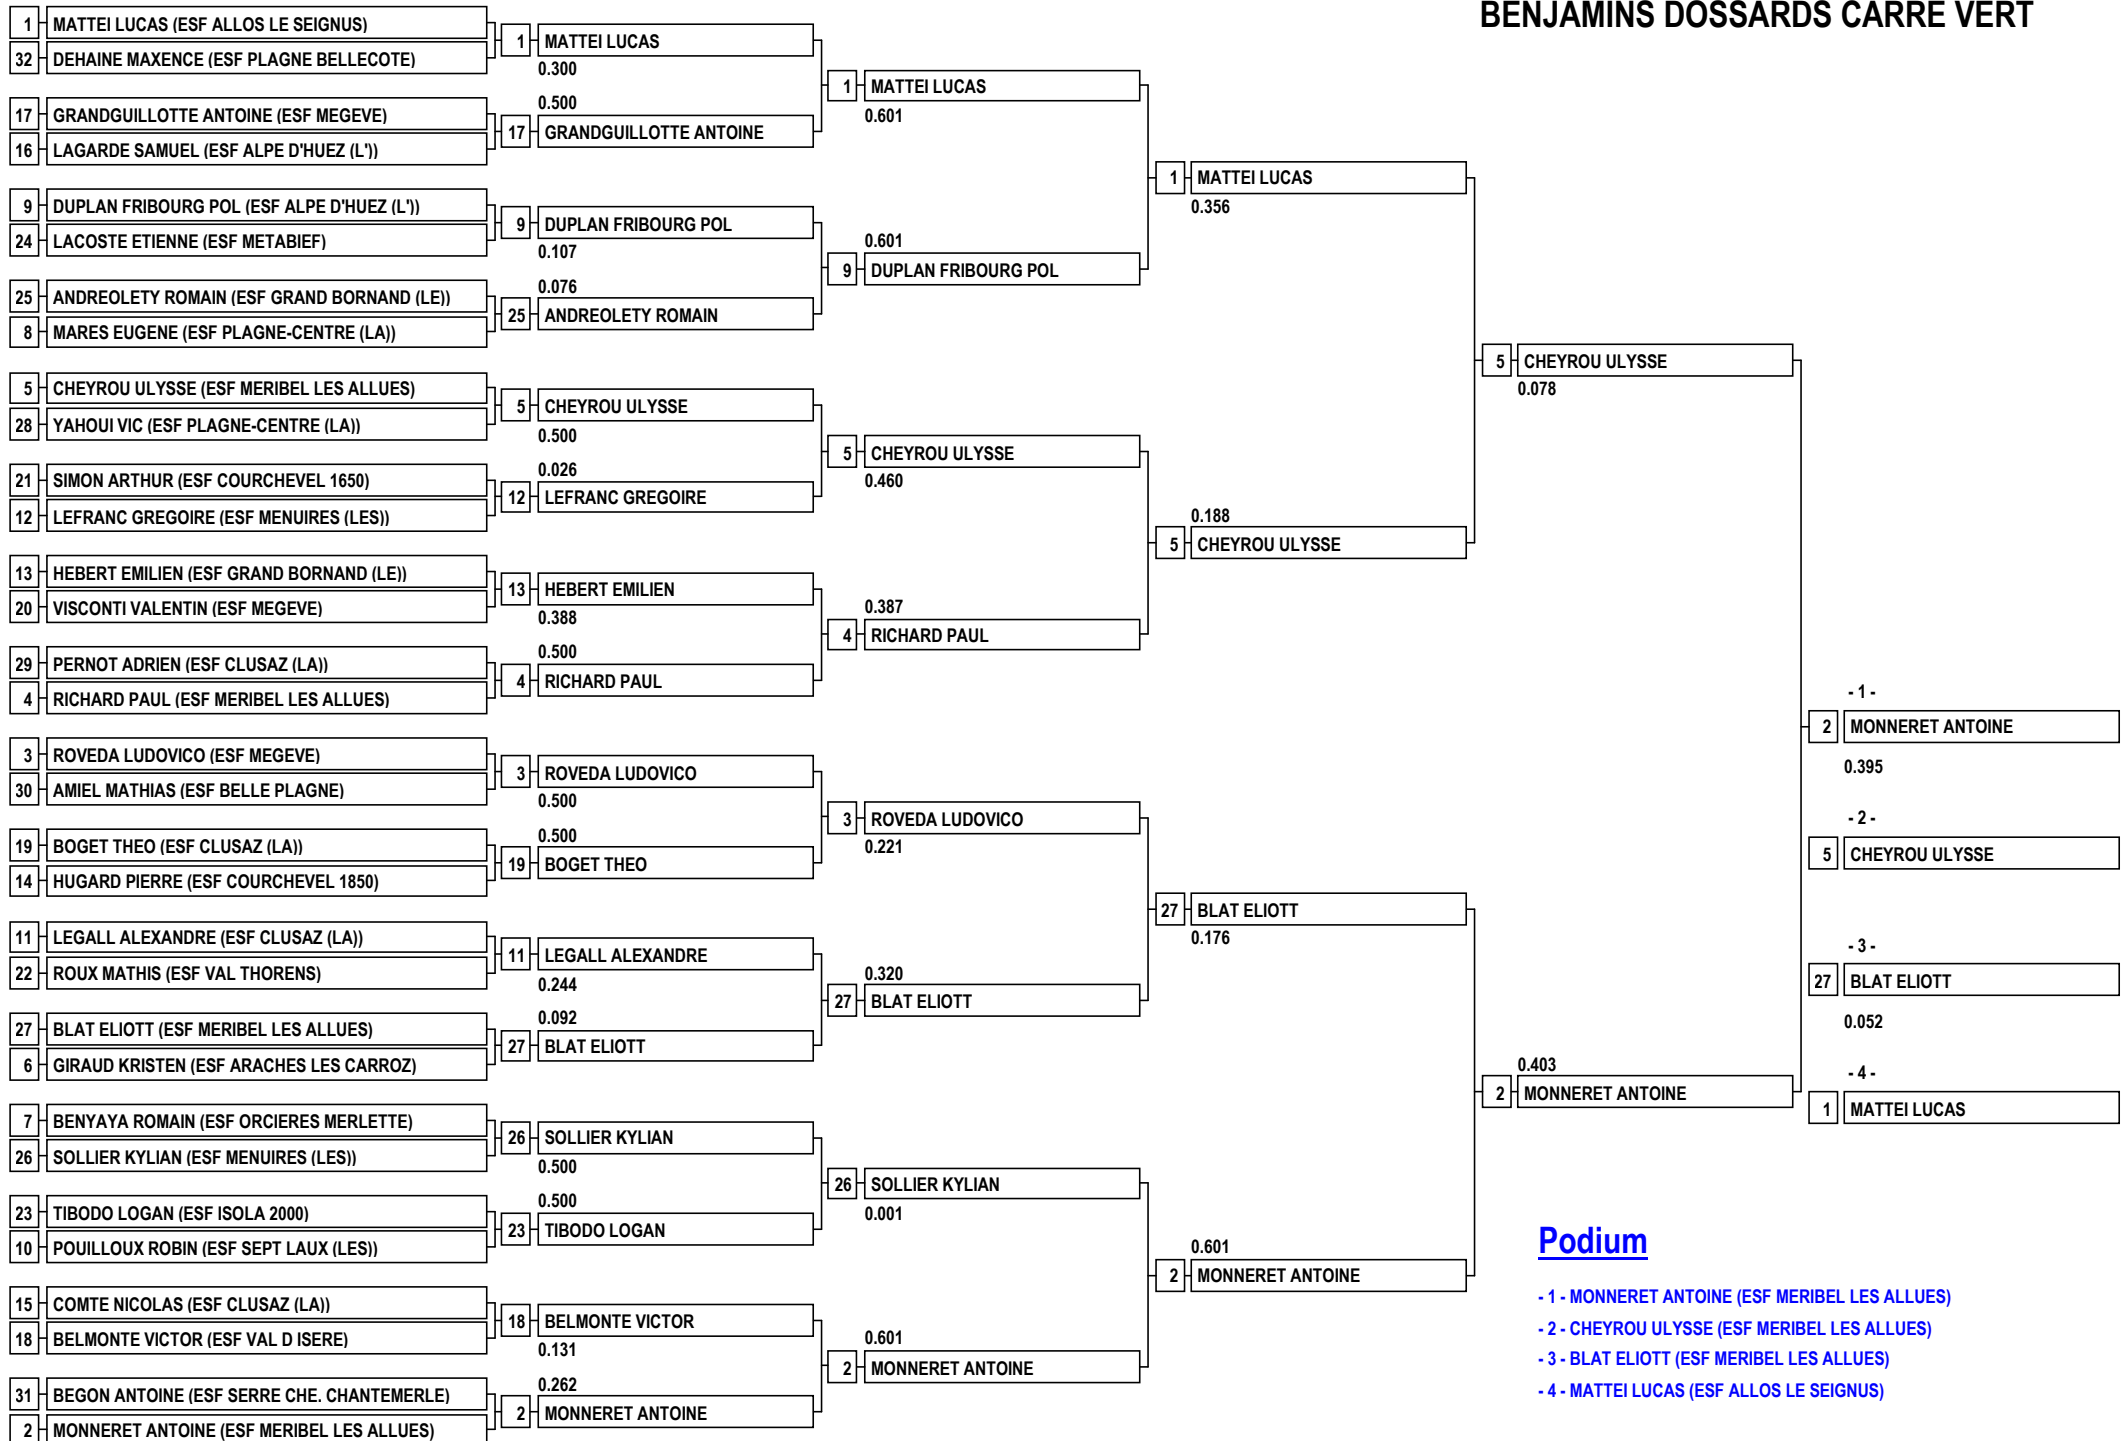 BENJAMINS DOSSARDS CARRE VERT
1 MATTEI LUCAS (ESF ALLOS LE SEIGNUS)
32 DEHAINE MAXENCE (ESF PLAGNE BELLECOTE)
17 GRANDGUILLOTTE ANTOINE (ESF MEGEVE)
16 LAGARDE SAMUEL (ESF ALPE D'HUEZ (L'))
9 DUPLAN FRIBOURG POL (ESF ALPE D'HUEZ (L'))
24 LACOSTE ETIENNE (ESF METABIEF)
25 ANDREOLETY ROMAIN (ESF GRAND BORNAND (LE))
8 MARES EUGENE (ESF PLAGNE-CENTRE (LA))
5 CHEYROU ULYSSE (ESF MERIBEL LES ALLUES)
28 YAHOUI VIC (ESF PLAGNE-CENTRE (LA))
21 SIMON ARTHUR (ESF COURCHEVEL 1650)
12 LEFRANC GREGOIRE (ESF MENUIRES (LES))
13 HEBERT EMILIEN (ESF GRAND BORNAND (LE))
20 VISCONTI VALENTIN (ESF MEGEVE)
29 PERNOT ADRIEN (ESF CLUSAZ (LA))
4 RICHARD PAUL (ESF MERIBEL LES ALLUES)
3 ROVEDA LUDOVICO (ESF MEGEVE)
30 AMIEL MATHIAS (ESF BELLE PLAGNE)
19 BOGET THEO (ESF CLUSAZ (LA))
14 HUGARD PIERRE (ESF COURCHEVEL 1850)
11 LEGALL ALEXANDRE (ESF CLUSAZ (LA))
22 ROUX MATHIS (ESF VAL THORENS)
27 BLAT ELIOTT (ESF MERIBEL LES ALLUES)
6 GIRAUD KRISTEN (ESF ARACHES LES CARROZ)
7 BENYAYA ROMAIN (ESF ORCIERES MERLETTE)
26 SOLLIER KYLIAN (ESF MENUIRES (LES))
23 TIBODO LOGAN (ESF ISOLA 2000)
10 POUILLOUX ROBIN (ESF SEPT LAUX (LES))
15 COMTE NICOLAS (ESF CLUSAZ (LA))
18 BELMONTE VICTOR (ESF VAL D ISERE)
31 BEGON ANTOINE (ESF SERRE CHE. CHANTEMERLE)
2 MONNERET ANTOINE (ESF MERIBEL LES ALLUES)
1 MATTEI LUCAS
0.300
0.500
17 GRANDGUILLOTTE ANTOINE
9 DUPLAN FRIBOURG POL
0.107
0.076
25 ANDREOLETY ROMAIN
5 CHEYROU ULYSSE
0.500
0.026
12 LEFRANC GREGOIRE
13 HEBERT EMILIEN
0.388
0.500
4 RICHARD PAUL
3 ROVEDA LUDOVICO
0.500
0.500
19 BOGET THEO
11 LEGALL ALEXANDRE
0.244
0.092
27 BLAT ELIOTT
26 SOLLIER KYLIAN
0.500
0.500
23 TIBODO LOGAN
18 BELMONTE VICTOR
0.131
0.262
2 MONNERET ANTOINE
1 MATTEI LUCAS
0.601
0.601
9 DUPLAN FRIBOURG POL
5 CHEYROU ULYSSE
0.460
0.387
4 RICHARD PAUL
3 ROVEDA LUDOVICO
0.221
0.320
27 BLAT ELIOTT
26 SOLLIER KYLIAN
0.001
0.601
2 MONNERET ANTOINE
1 MATTEI LUCAS
0.356
0.188
5 CHEYROU ULYSSE
27 BLAT ELIOTT
0.176
0.601
2 MONNERET ANTOINE
5 CHEYROU ULYSSE
0.078
0.403
2 MONNERET ANTOINE
- 1 -
2 MONNERET ANTOINE
0.395
- 2 -
5 CHEYROU ULYSSE
- 3 -
27 BLAT ELIOTT
0.052
- 4 -
1 MATTEI LUCAS
Podium
- 1 - MONNERET ANTOINE (ESF MERIBEL LES ALLUES)
- 2 - CHEYROU ULYSSE (ESF MERIBEL LES ALLUES)
- 3 - BLAT ELIOTT (ESF MERIBEL LES ALLUES)
- 4 - MATTEI LUCAS (ESF ALLOS LE SEIGNUS)